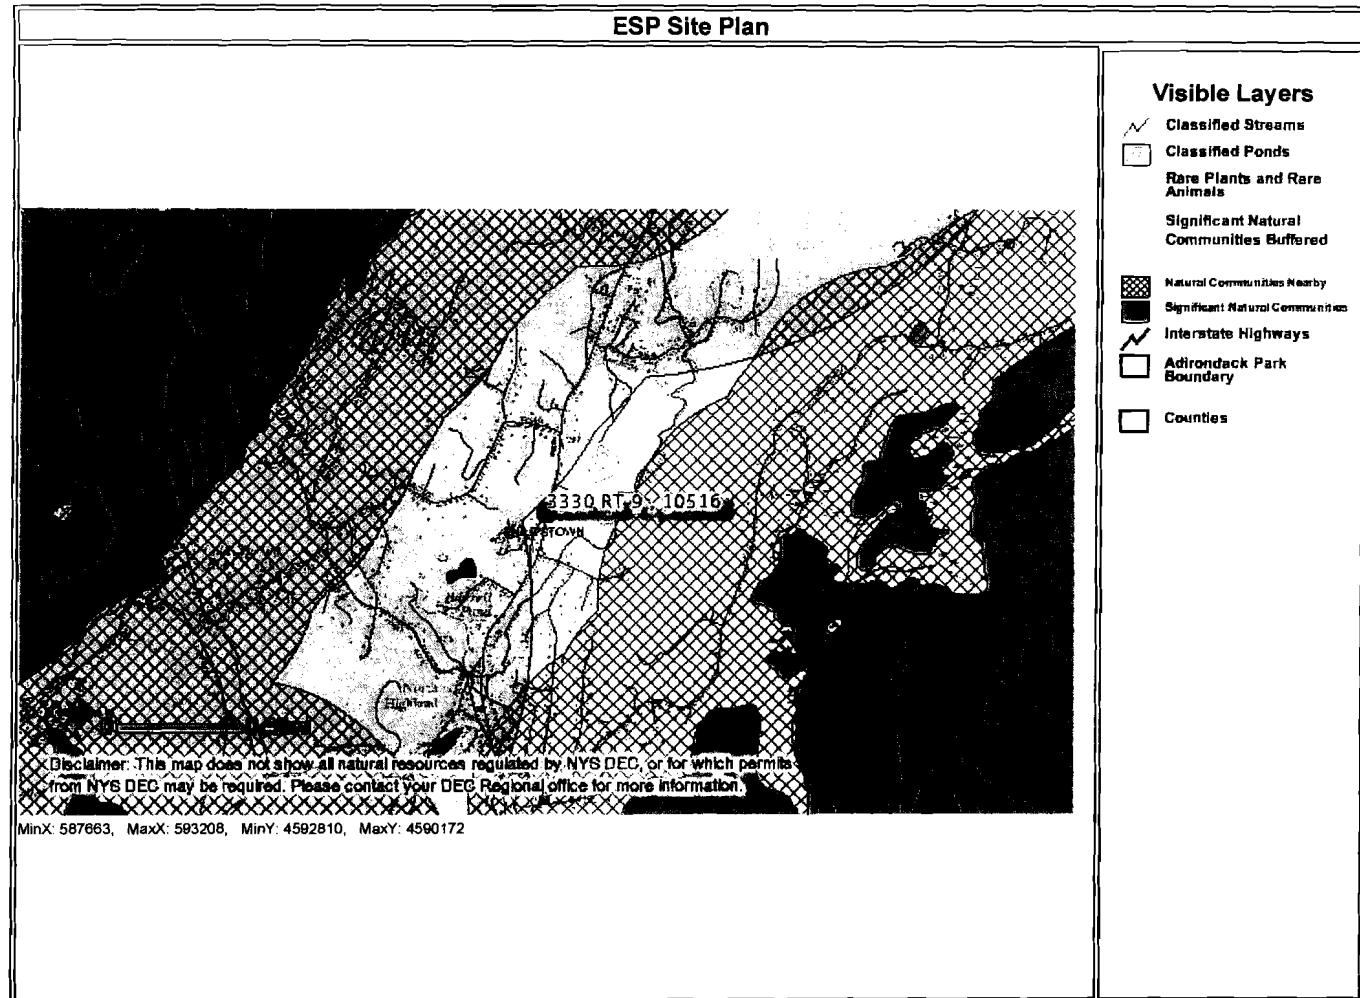 ESP Site Plan
Visible Layers
Classified Streams
Classified Ponds
Rare Plants and Rare
Animals
Significant Natural
Communities Buffered
Natural Communities Nearby
Significant Natural Communities
Interstate Highways
Adirondack Park
Boundary
Counties
3330 RT 9 , 10516
North
Highland
Disclaimer: This map does not show all natural resources regulated by NYS DEC, or for which permits
from NYS DEC may be required. Please contact your DEC Regional office for more information.
MinX: 587663, MaxX: 593208, MinY: 4592810, MaxY: 4590172